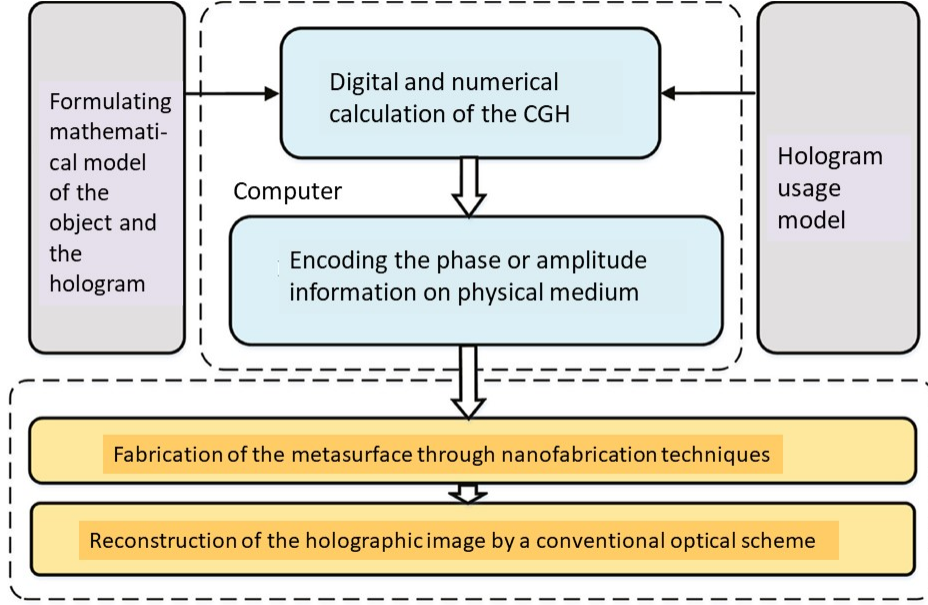 Formulating
mathemati-
cal model
of the
object and
the
hologram
Digital and numerical
calculation of the CGH
Hologram
usage
model
Computer
Encoding the phase or amplitude
information on physical medium
Fabrication of the metasurface through nanofabrication techniques
Reconstruction of the holographic image by a conventional optical scheme